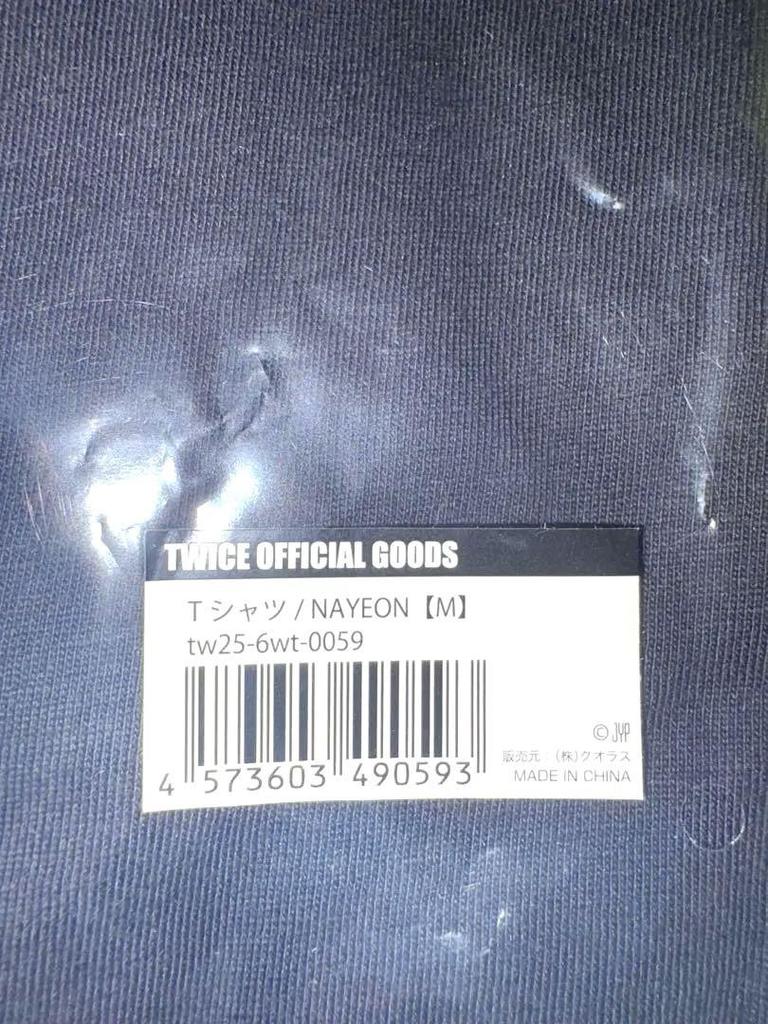 TWICE OFFICIAL GOODS
Tシャツ / NAYEON【M】
tw25-6wt-0059
4 573603 490593
© JYP
販売元：(株)クオラス
MADE IN CHINA